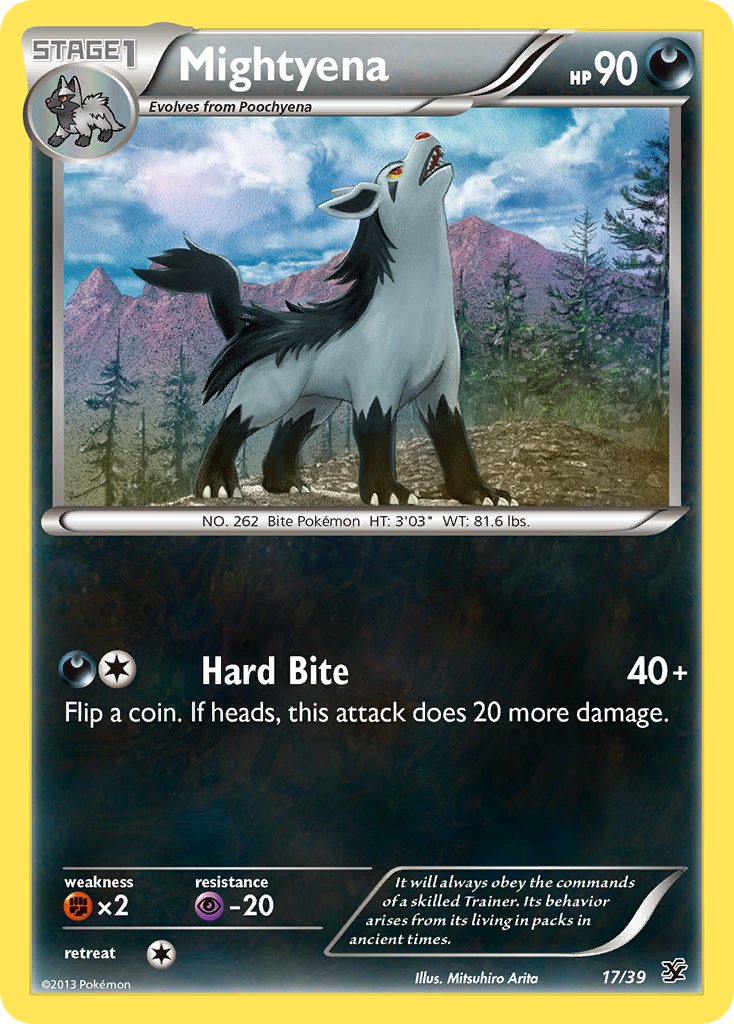 STAGE1
Mightyena
HP 90
Evolves from Poochyena
NO. 262 Bite Pokémon HT: 3'03" WT: 81.6 lbs.
Hard Bite 40+
Flip a coin. If heads, this attack does 20 more damage.
weakness
×2
resistance
-20
retreat
It will always obey the commands
of a skilled Trainer. Its behavior
arises from its living in packs in
ancient times.
©2013 Pokémon
Illus. Mitsuhiro Arita
17/39